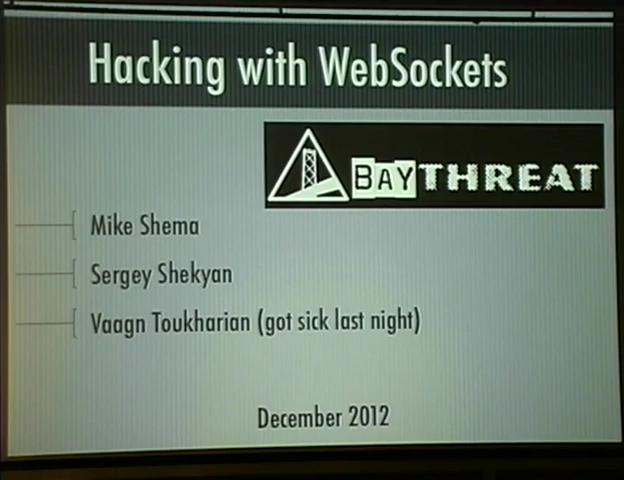 Hacking with WebSockets
BAYTHREAT
Mike Shema
Sergey Shekyan
Vaagn Toukharian (got sick last night)
December 2012